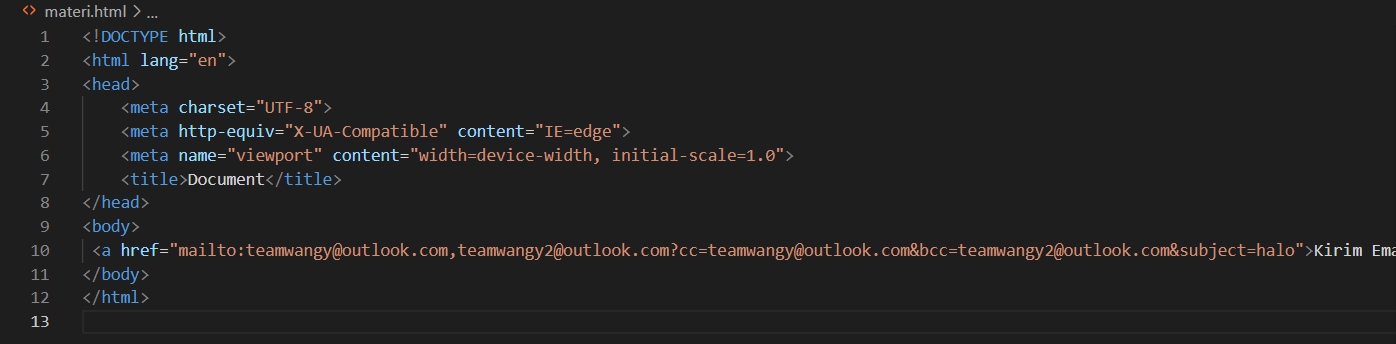 materi.html > ...
1 <!DOCTYPE html>
2 <html lang="en">
3 <head>
4 <meta charset="UTF-8">
5 <meta http-equiv="X-UA-Compatible" content="IE=edge">
6 <meta name="viewport" content="width=device-width, initial-scale=1.0">
7 <title>Document</title>
8 </head>
9 <body>
10 <a href="mailto:teamwangy@outlook.com,teamwangy2@outlook.com?cc=teamwangy@outlook.com&bcc=teamwangy2@outlook.com&subject=halo">Kirim Ema
11 </body>
12 </html>
13